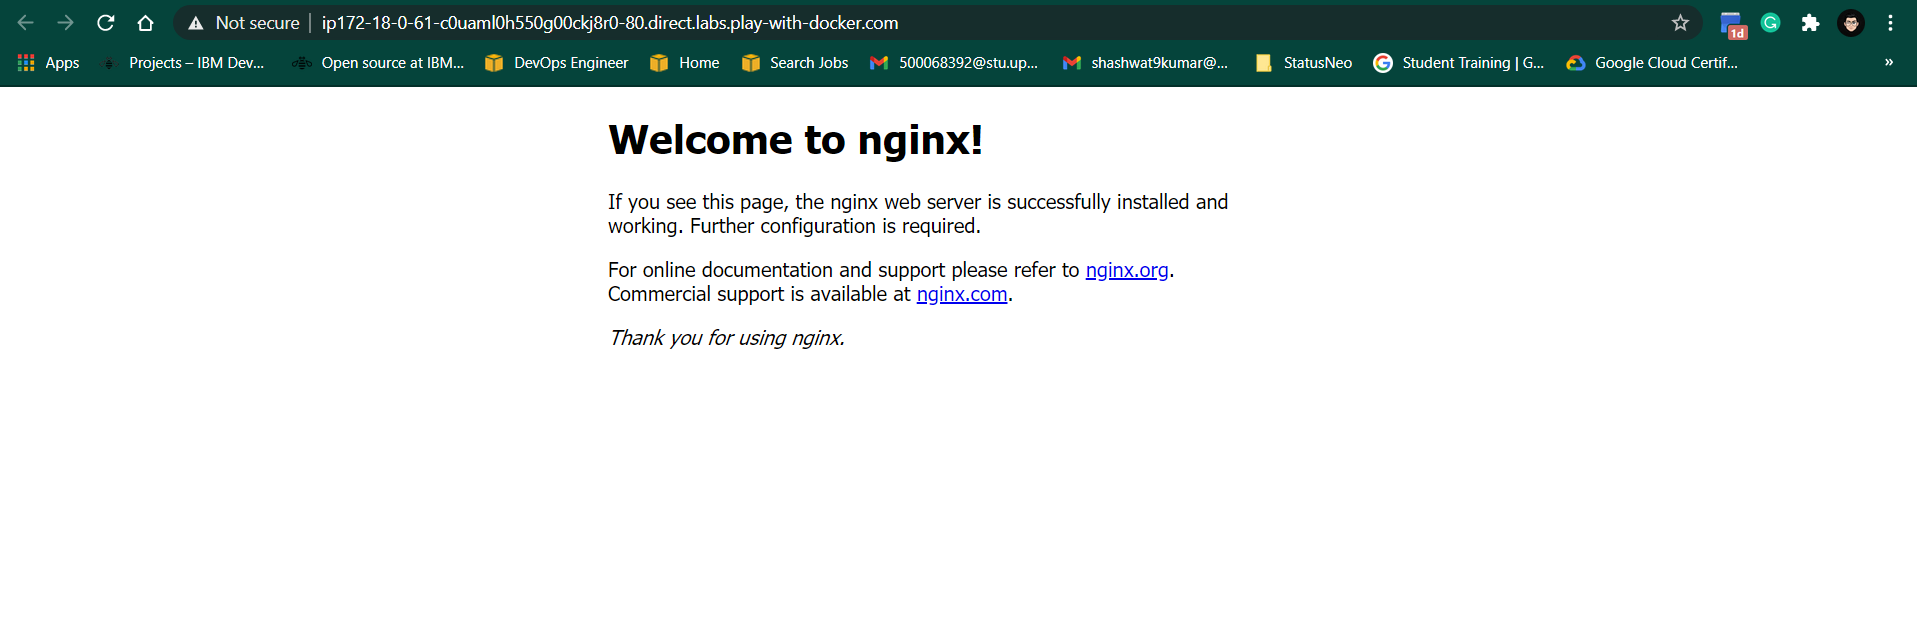 Not secure | ip172-18-0-61-c0uaml0h550g00ckj8r0-80.direct.labs.play-with-docker.com
1d
Apps Projects – IBM Dev... Open source at IBM... DevOps Engineer Home Search Jobs 500068392@stu.up... shashwat9kumar@... StatusNeo Student Training | G... Google Cloud Certif... »
Welcome to nginx!
If you see this page, the nginx web server is successfully installed and
working. Further configuration is required.
For online documentation and support please refer to nginx.org.
Commercial support is available at nginx.com.
Thank you for using nginx.